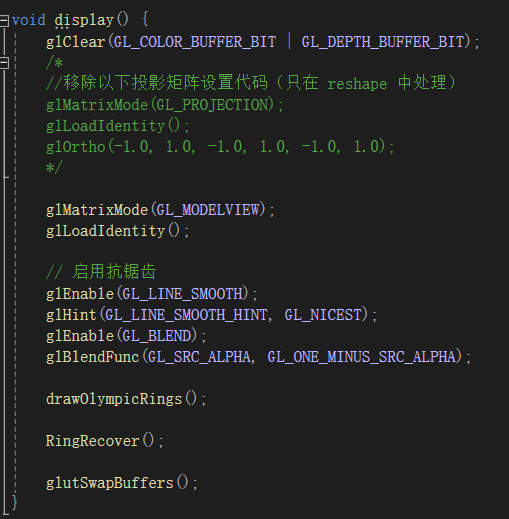 void display() {
glClear(GL_COLOR_BUFFER_BIT | GL_DEPTH_BUFFER_BIT);
/*
//移除以下投影矩阵设置代码（只在 reshape 中处理）
glMatrixMode(GL_PROJECTION);
glLoadIdentity();
glOrtho(-1.0, 1.0, -1.0, 1.0, -1.0, 1.0);
*/
glMatrixMode(GL_MODELVIEW);
glLoadIdentity();
// 启用抗锯齿
glEnable(GL_LINE_SMOOTH);
glHint(GL_LINE_SMOOTH_HINT, GL_NICEST);
glEnable(GL_BLEND);
glBlendFunc(GL_SRC_ALPHA, GL_ONE_MINUS_SRC_ALPHA);
drawOlympicRings();
RingRecover();
glutSwapBuffers();
}